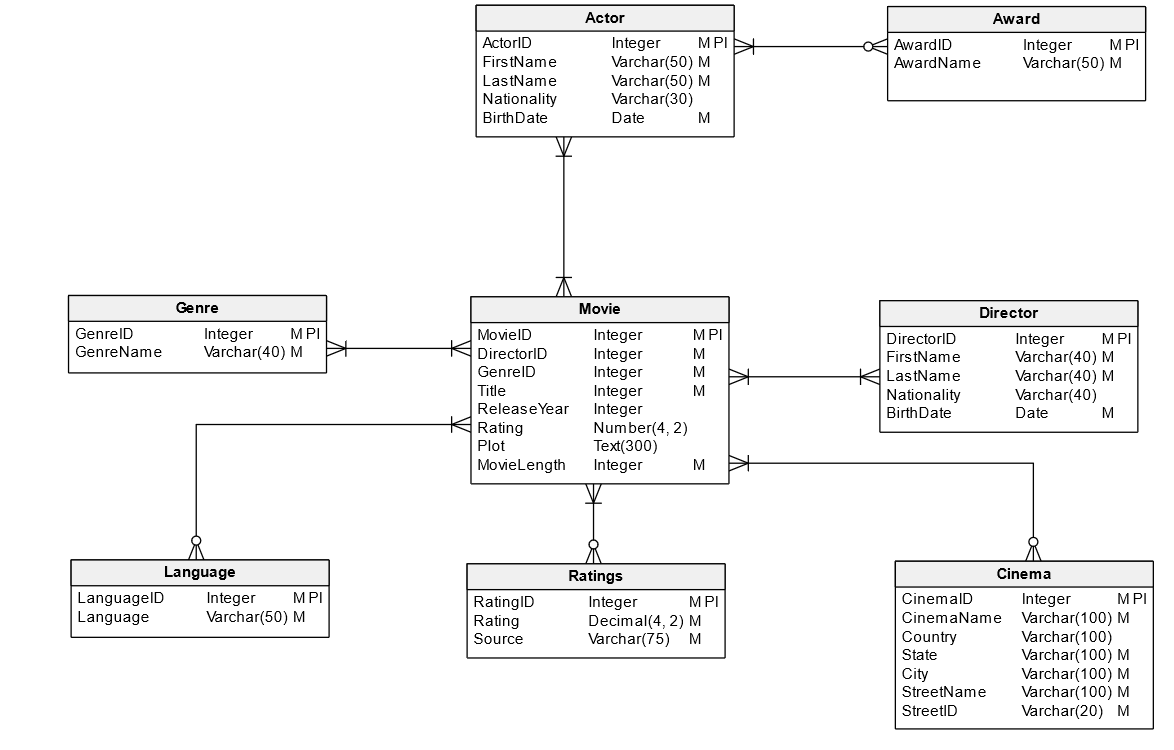 Actor
ActorID Integer M PI
FirstName Varchar(50) M
LastName Varchar(50) M
Nationality Varchar(30)
BirthDate Date M
Award
AwardID Integer M PI
AwardName Varchar(50) M
Genre
GenreID Integer M PI
GenreName Varchar(40) M
Movie
MovieID Integer M PI
DirectorID Integer M
GenreID Integer M
Title Integer M
ReleaseYear Integer
Rating Number(4, 2)
Plot Text(300)
MovieLength Integer M
Director
DirectorID Integer M PI
FirstName Varchar(40) M
LastName Varchar(40) M
Nationality Varchar(40)
BirthDate Date M
Language
LanguageID Integer M PI
Language Varchar(50) M
Ratings
RatingID Integer M PI
Rating Decimal(4, 2) M
Source Varchar(75) M
Cinema
CinemaID Integer M PI
CinemaName Varchar(100) M
Country Varchar(100)
State Varchar(100) M
City Varchar(100) M
StreetName Varchar(100) M
StreetID Varchar(20) M